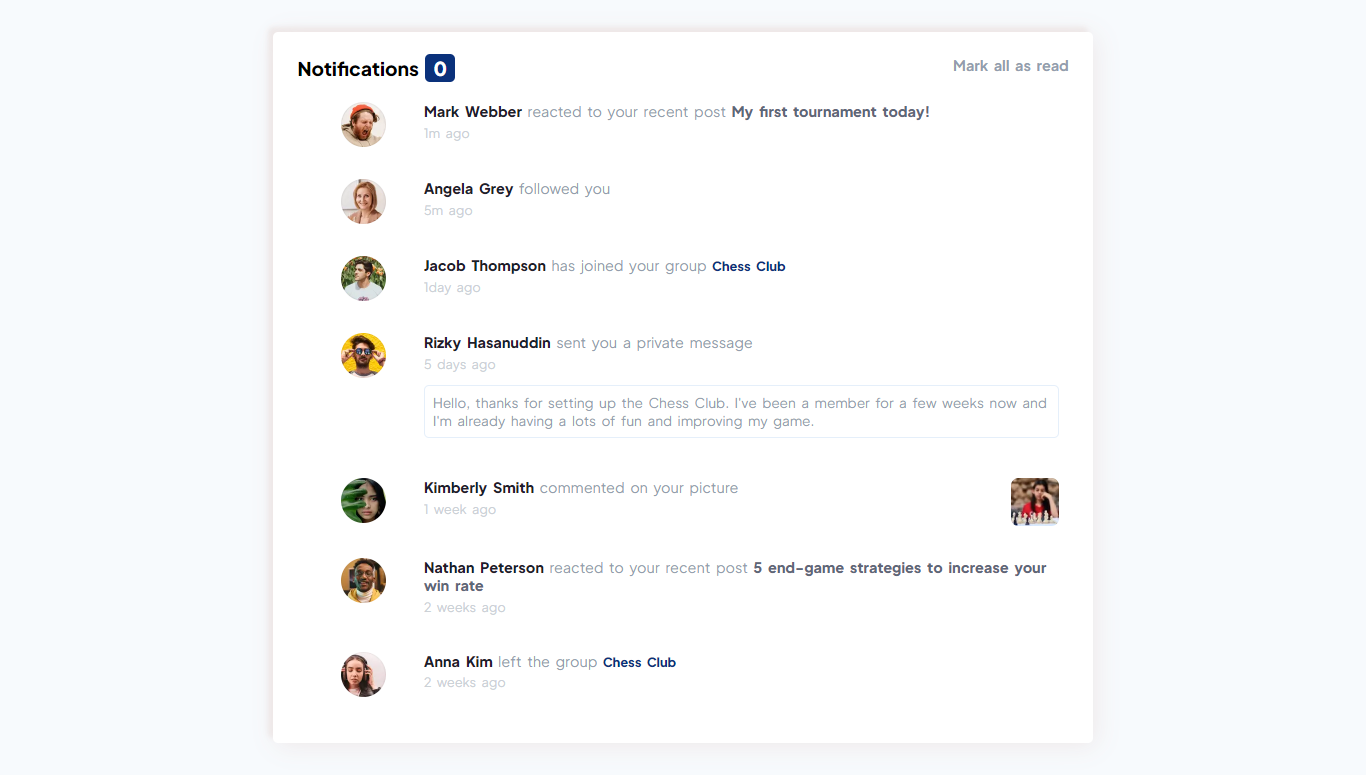 Notifications 0
Mark all as read
Mark Webber reacted to your recent post My first tournament today!
1m ago
Angela Grey followed you
5m ago
Jacob Thompson has joined your group Chess Club
1day ago
Rizky Hasanuddin sent you a private message
5 days ago
Hello, thanks for setting up the Chess Club. I've been a member for a few weeks now and
I'm already having a lots of fun and improving my game.
Kimberly Smith commented on your picture
1 week ago
Nathan Peterson reacted to your recent post 5 end-game strategies to increase your
win rate
2 weeks ago
Anna Kim left the group Chess Club
2 weeks ago